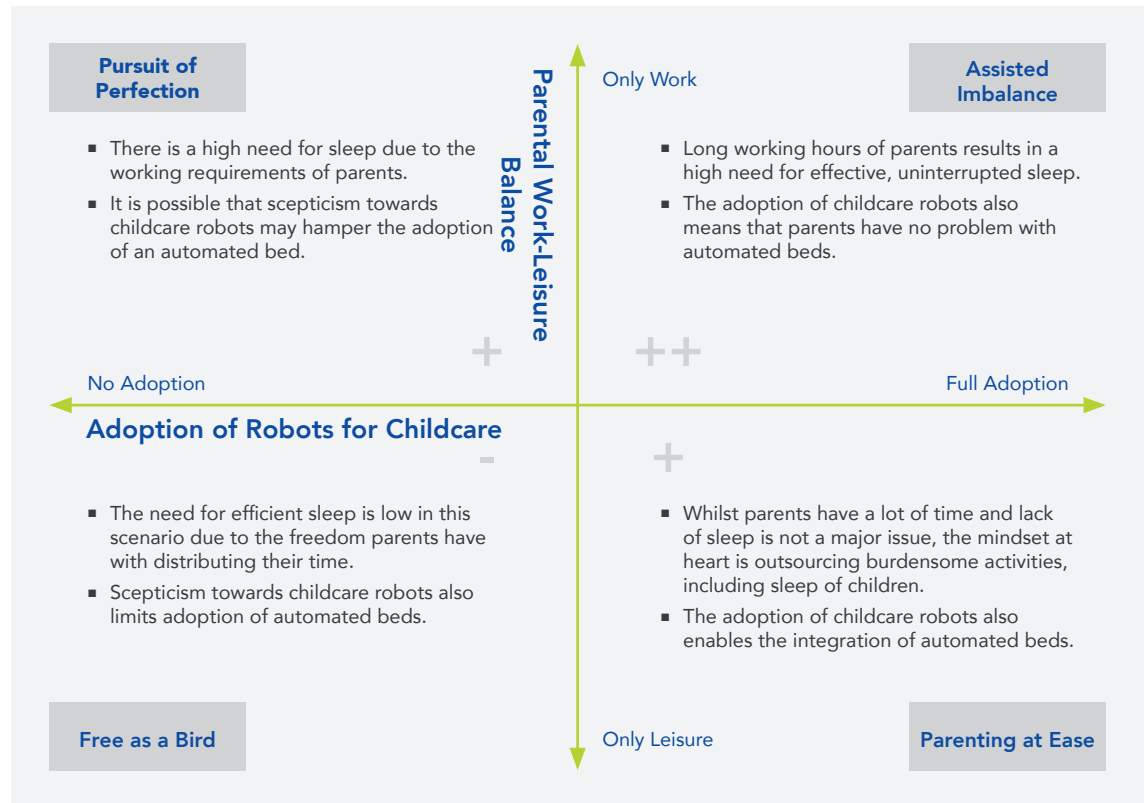 Pursuit of
Perfection
■ There is a high need for sleep due to the
working requirements of parents.
■ It is possible that scepticism towards
childcare robots may hamper the adoption
of an automated bed.
+
Parental Work-Leisure
Balance
Only Work
Assisted
Imbalance
■ Long working hours of parents results in a
high need for effective, uninterrupted sleep.
■ The adoption of childcare robots also
means that parents have no problem with
automated beds.
++
No Adoption
Full Adoption
Adoption of Robots for Childcare
-
■ The need for efficient sleep is low in this
scenario due to the freedom parents have
with distributing their time.
■ Scepticism towards childcare robots also
limits adoption of automated beds.
Free as a Bird
+
■ Whilst parents have a lot of time and lack
of sleep is not a major issue, the mindset at
heart is outsourcing burdensome activities,
including sleep of children.
■ The adoption of childcare robots also
enables the integration of automated beds.
Only Leisure
Parenting at Ease